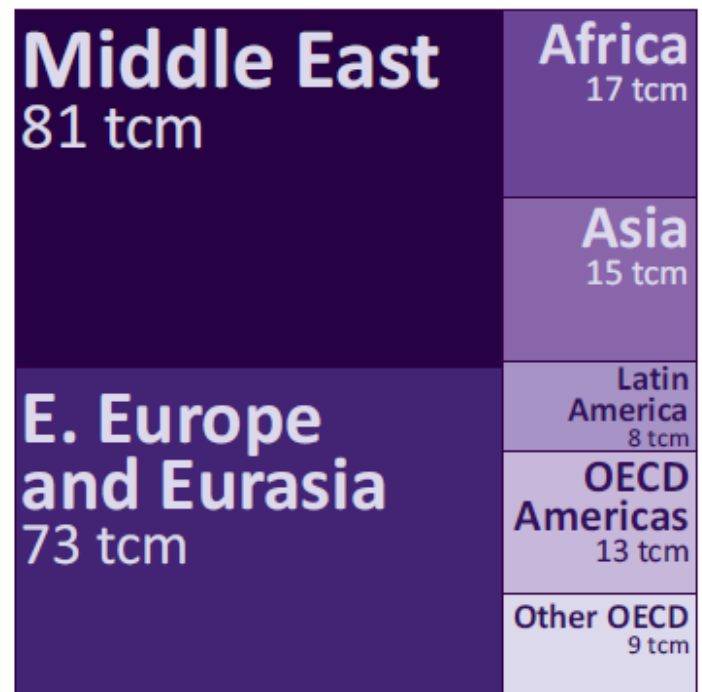 Middle East
81 tcm
E. Europe
and Eurasia
73 tcm
Africa
17 tcm
Asia
15 tcm
Latin
America
8 tcm
OECD
Americas
13 tcm
Other OECD
9 tcm